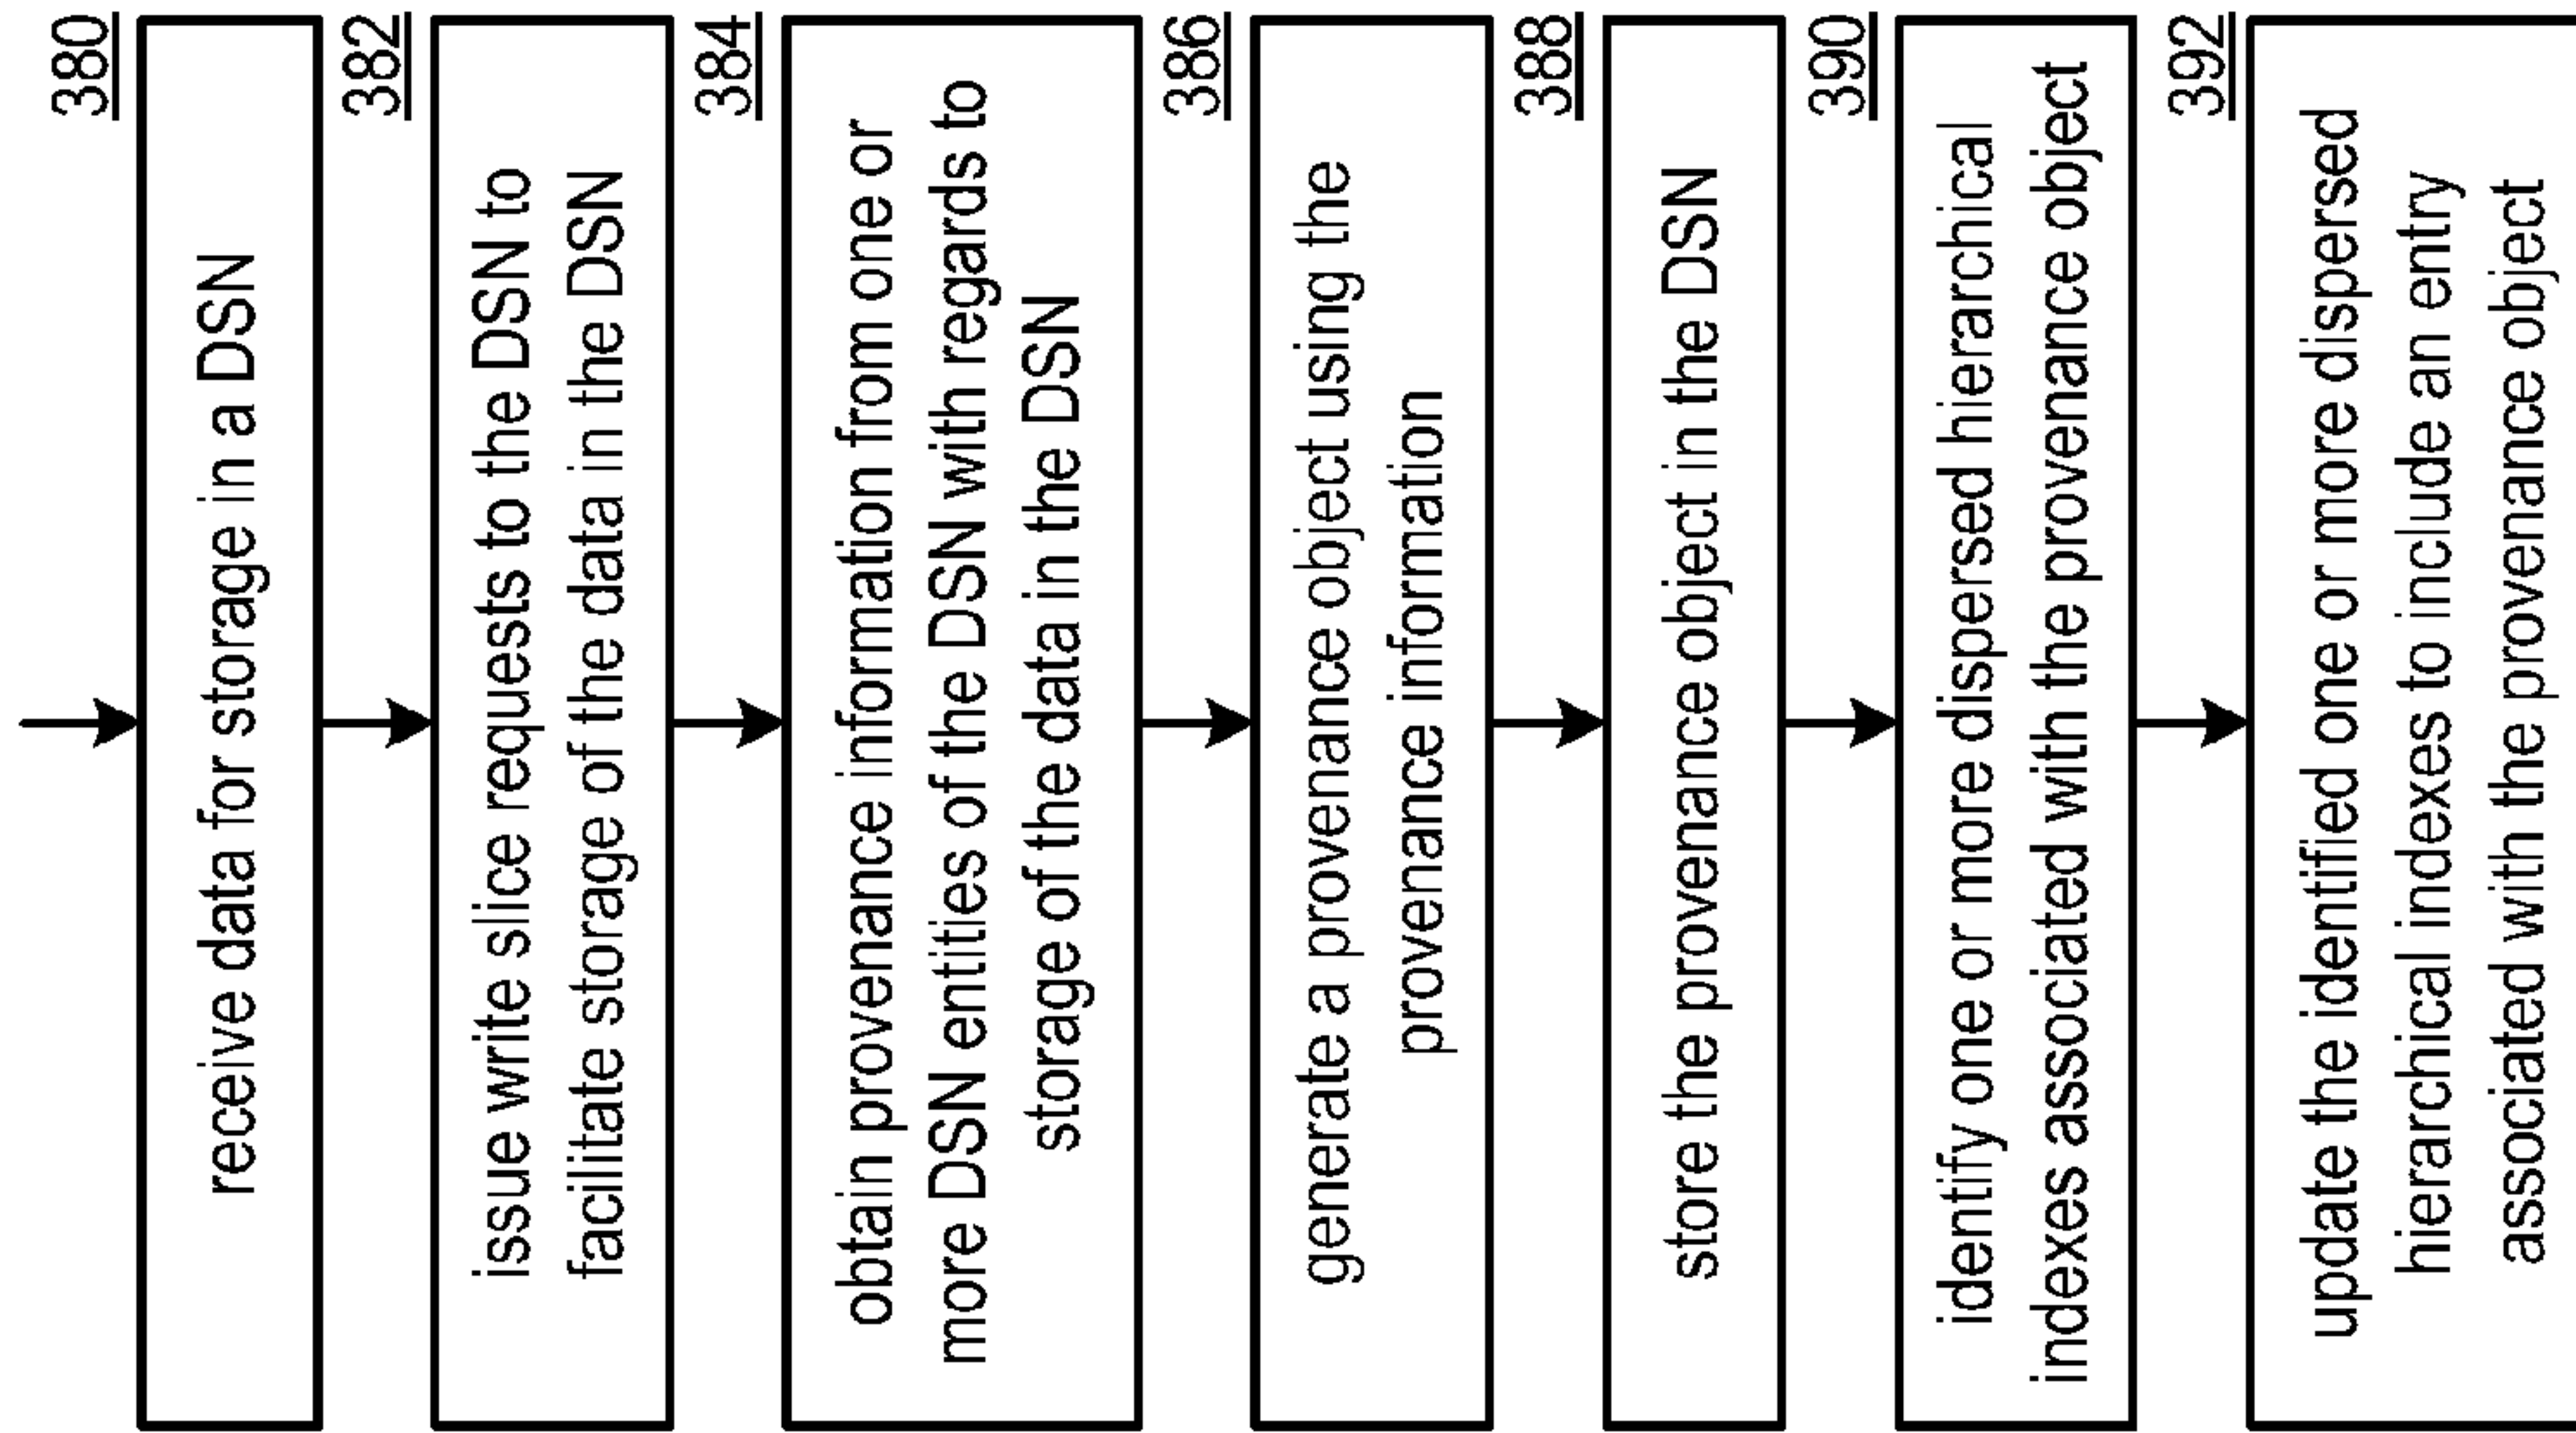 380
receive data for storage in a DSN
382
issue write slice requests to the DSN to
facilitate storage of the data in the DSN
384
obtain provenance information from one or
more DSN entities of the DSN with regards to
storage of the data in the DSN
386
generate a provenance object using the
provenance information
388
store the provenance object in the DSN
390
identify one or more dispersed hierarchical
indexes associated with the provenance object
392
update the identified one or more dispersed
hierarchical indexes to include an entry
associated with the provenance object